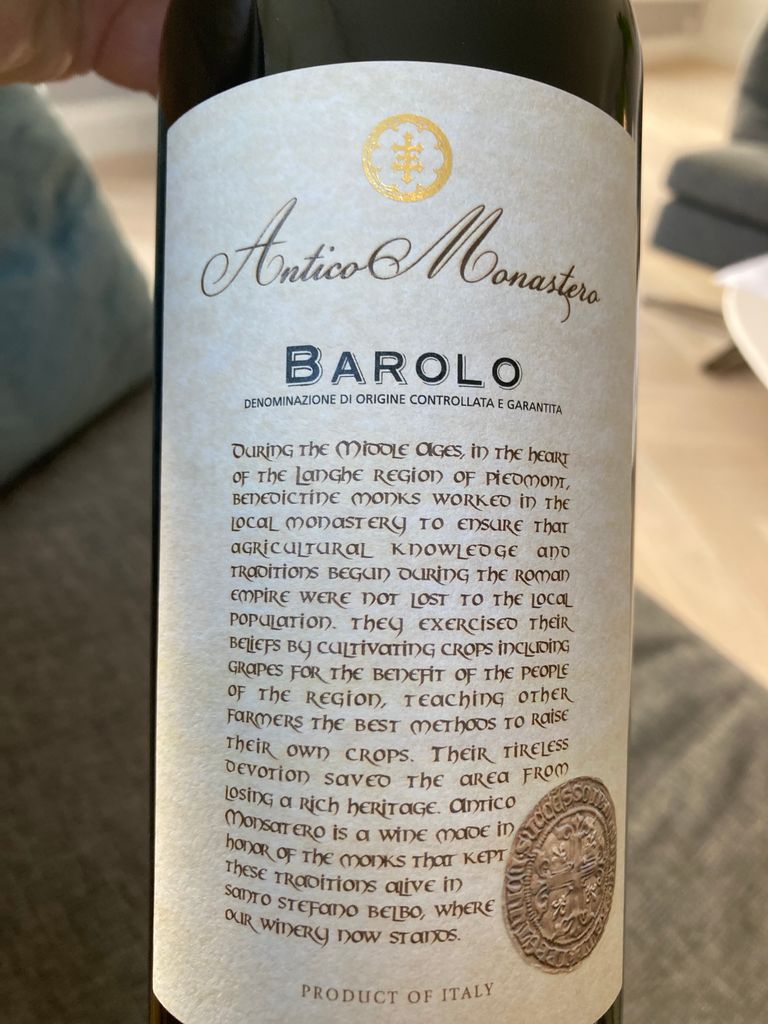 Antico Monastero
BAROLO
DENOMINAZIONE DI ORIGINE CONTROLLATA E GARANTITA
During the Middle Ages, in the heart
of the Langhe region of Piedmont,
Benedictine monks worked in the
local monastery to ensure that
agricultural knowledge and
traditions begun during the Roman
Empire were not lost to the local
population. They exercised their
beliefs by cultivating crops including
grapes for the benefit of the people
of the region, teaching other
farmers the best methods to raise
their own crops. Their tireless
devotion saved the area from
losing a rich heritage. Antico
Monsatero is a wine made in
honor of the monks that kept
these traditions alive in
Santo Stefano Belbo, where
our winery now stands.
PRODUCT OF ITALY